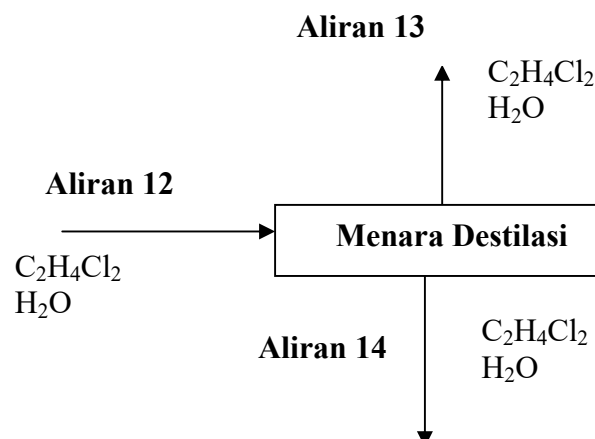 Aliran 13
C₂H₄Cl₂
H₂O
Aliran 12
Menara Destilasi
C₂H₄Cl₂
H₂O
Aliran 14
C₂H₄Cl₂
H₂O